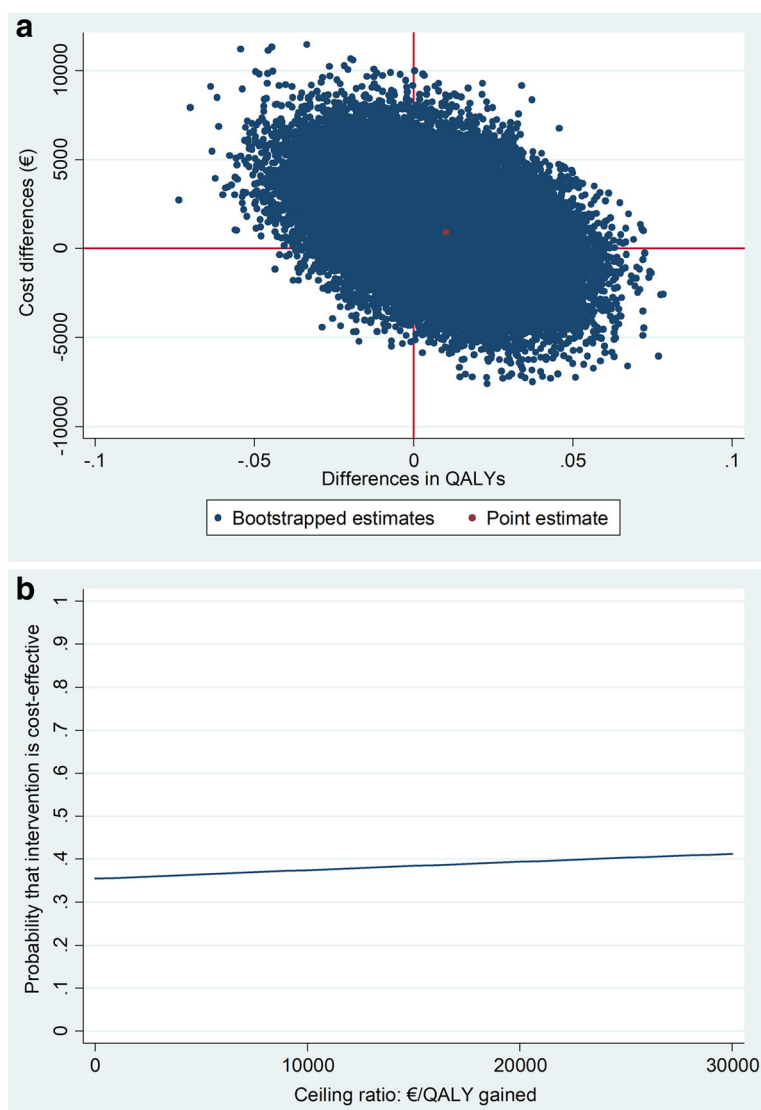 a
10000
5000
0
-5000
-10000
Cost differences (€)
-.1 -.05 0 .05 .1
Differences in QALYs
Bootstrapped estimates Point estimate
b
1
.9
.8
.7
.6
.5
.4
.3
.2
.1
0
Probability that intervention is cost-effective
0 10000 20000 30000
Ceiling ratio: €/QALY gained